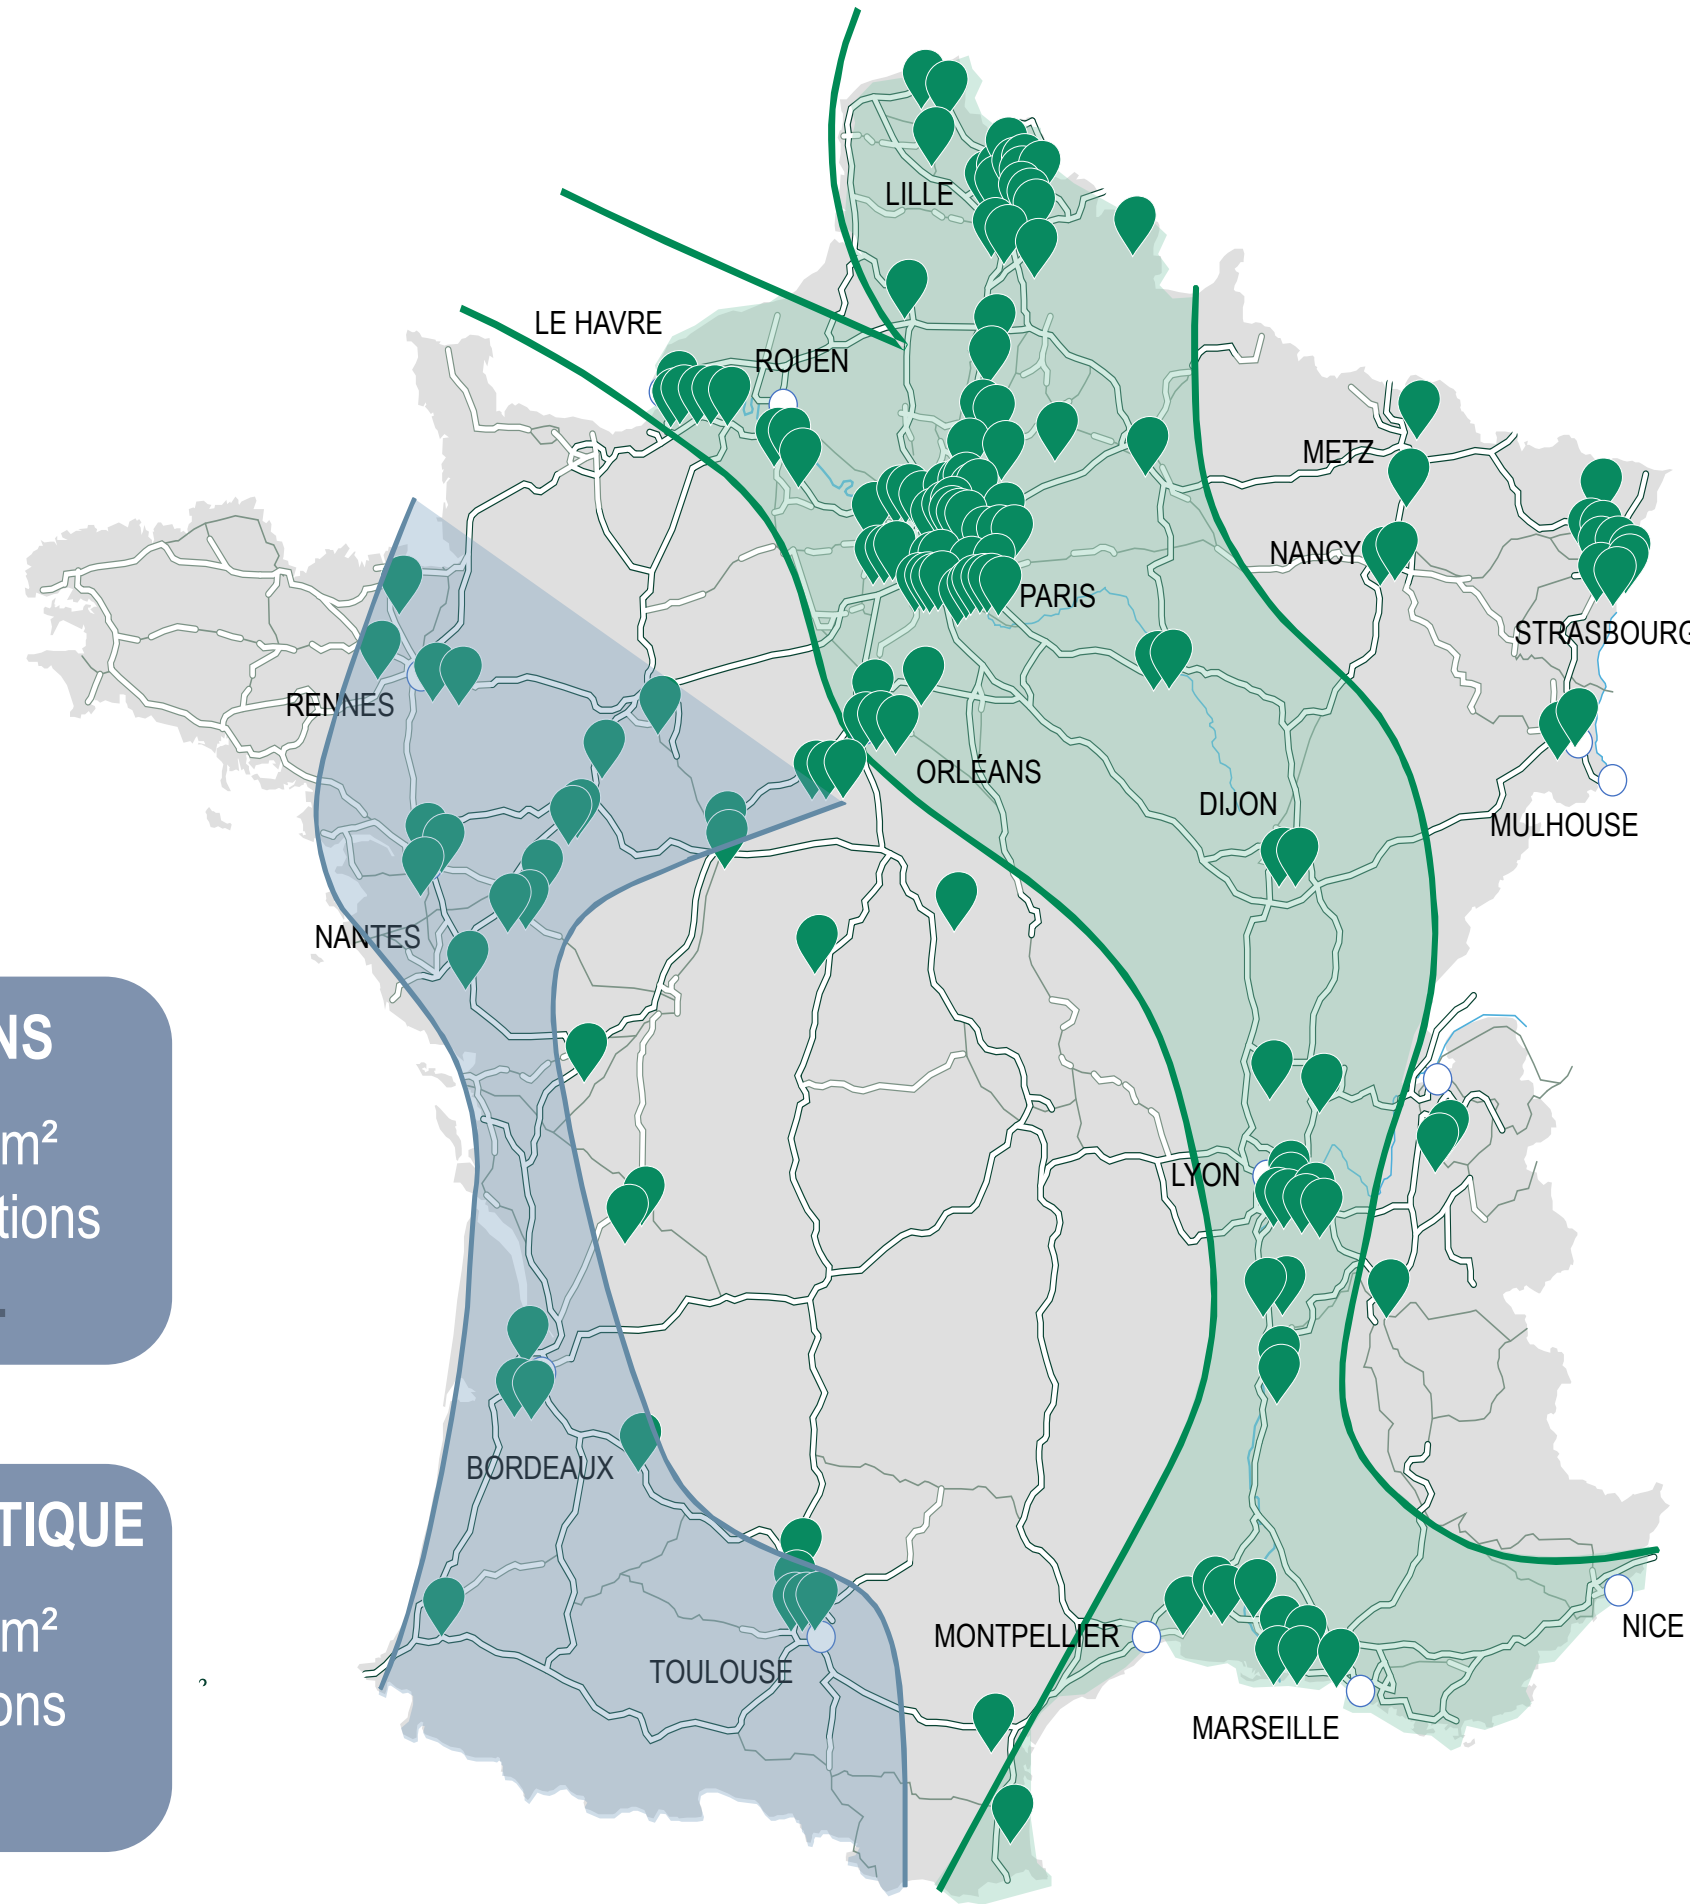 LILLE
LE HAVRE
ROUEN
METZ
NANCY
PARIS
STRASBOURG
RENNES
ORLÉANS
DIJON
MULHOUSE
NANTES
NS
m²
tions
LYON
BORDEAUX
TIQUE
m²
ons
MONTPELLIER
NICE
TOULOUSE
MARSEILLE